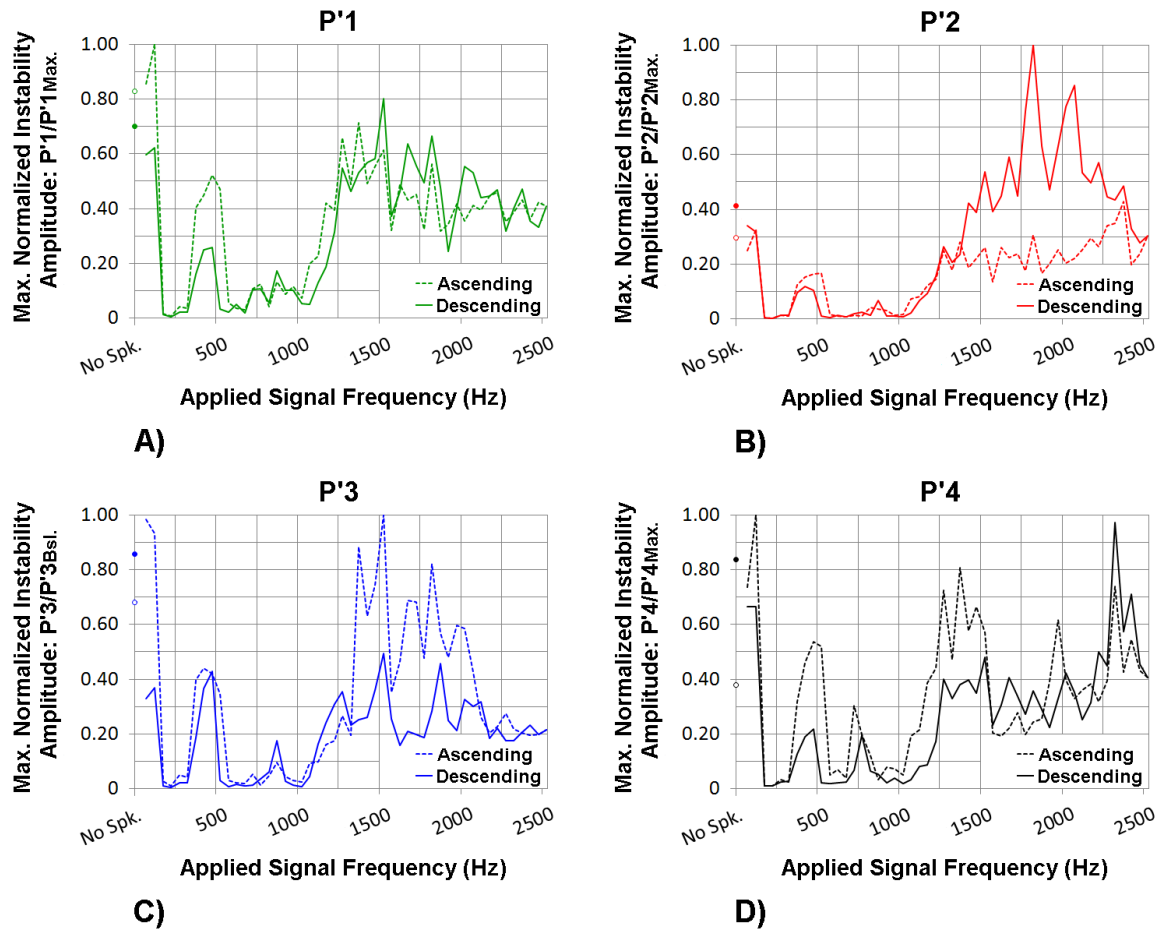 P'1
Max. Normalized Instability
Amplitude: P'1/P'1Max.
1.00
0.80
0.60
0.40
0.20
0
Ascending
Descending
No Spk.
500
1000
1500
2000
2500
Applied Signal Frequency (Hz)
A)
P'2
Max. Normalized Instability
Amplitude: P'2/P'2Max.
1.00
0.80
0.60
0.40
0.20
0
Ascending
Descending
No Spk.
500
1000
1500
2000
2500
Applied Signal Frequency (Hz)
B)
P'3
Max. Normalized Instability
Amplitude: P'3/P'3Bsl.
1.00
0.80
0.60
0.40
0.20
0
Ascending
Descending
No Spk.
500
1000
1500
2000
2500
Applied Signal Frequency (Hz)
C)
P'4
Max. Normalized Instability
Amplitude: P'4/P'4Max.
1.00
0.80
0.60
0.40
0.20
0
Ascending
Descending
No Spk.
500
1000
1500
2000
2500
Applied Signal Frequency (Hz)
D)